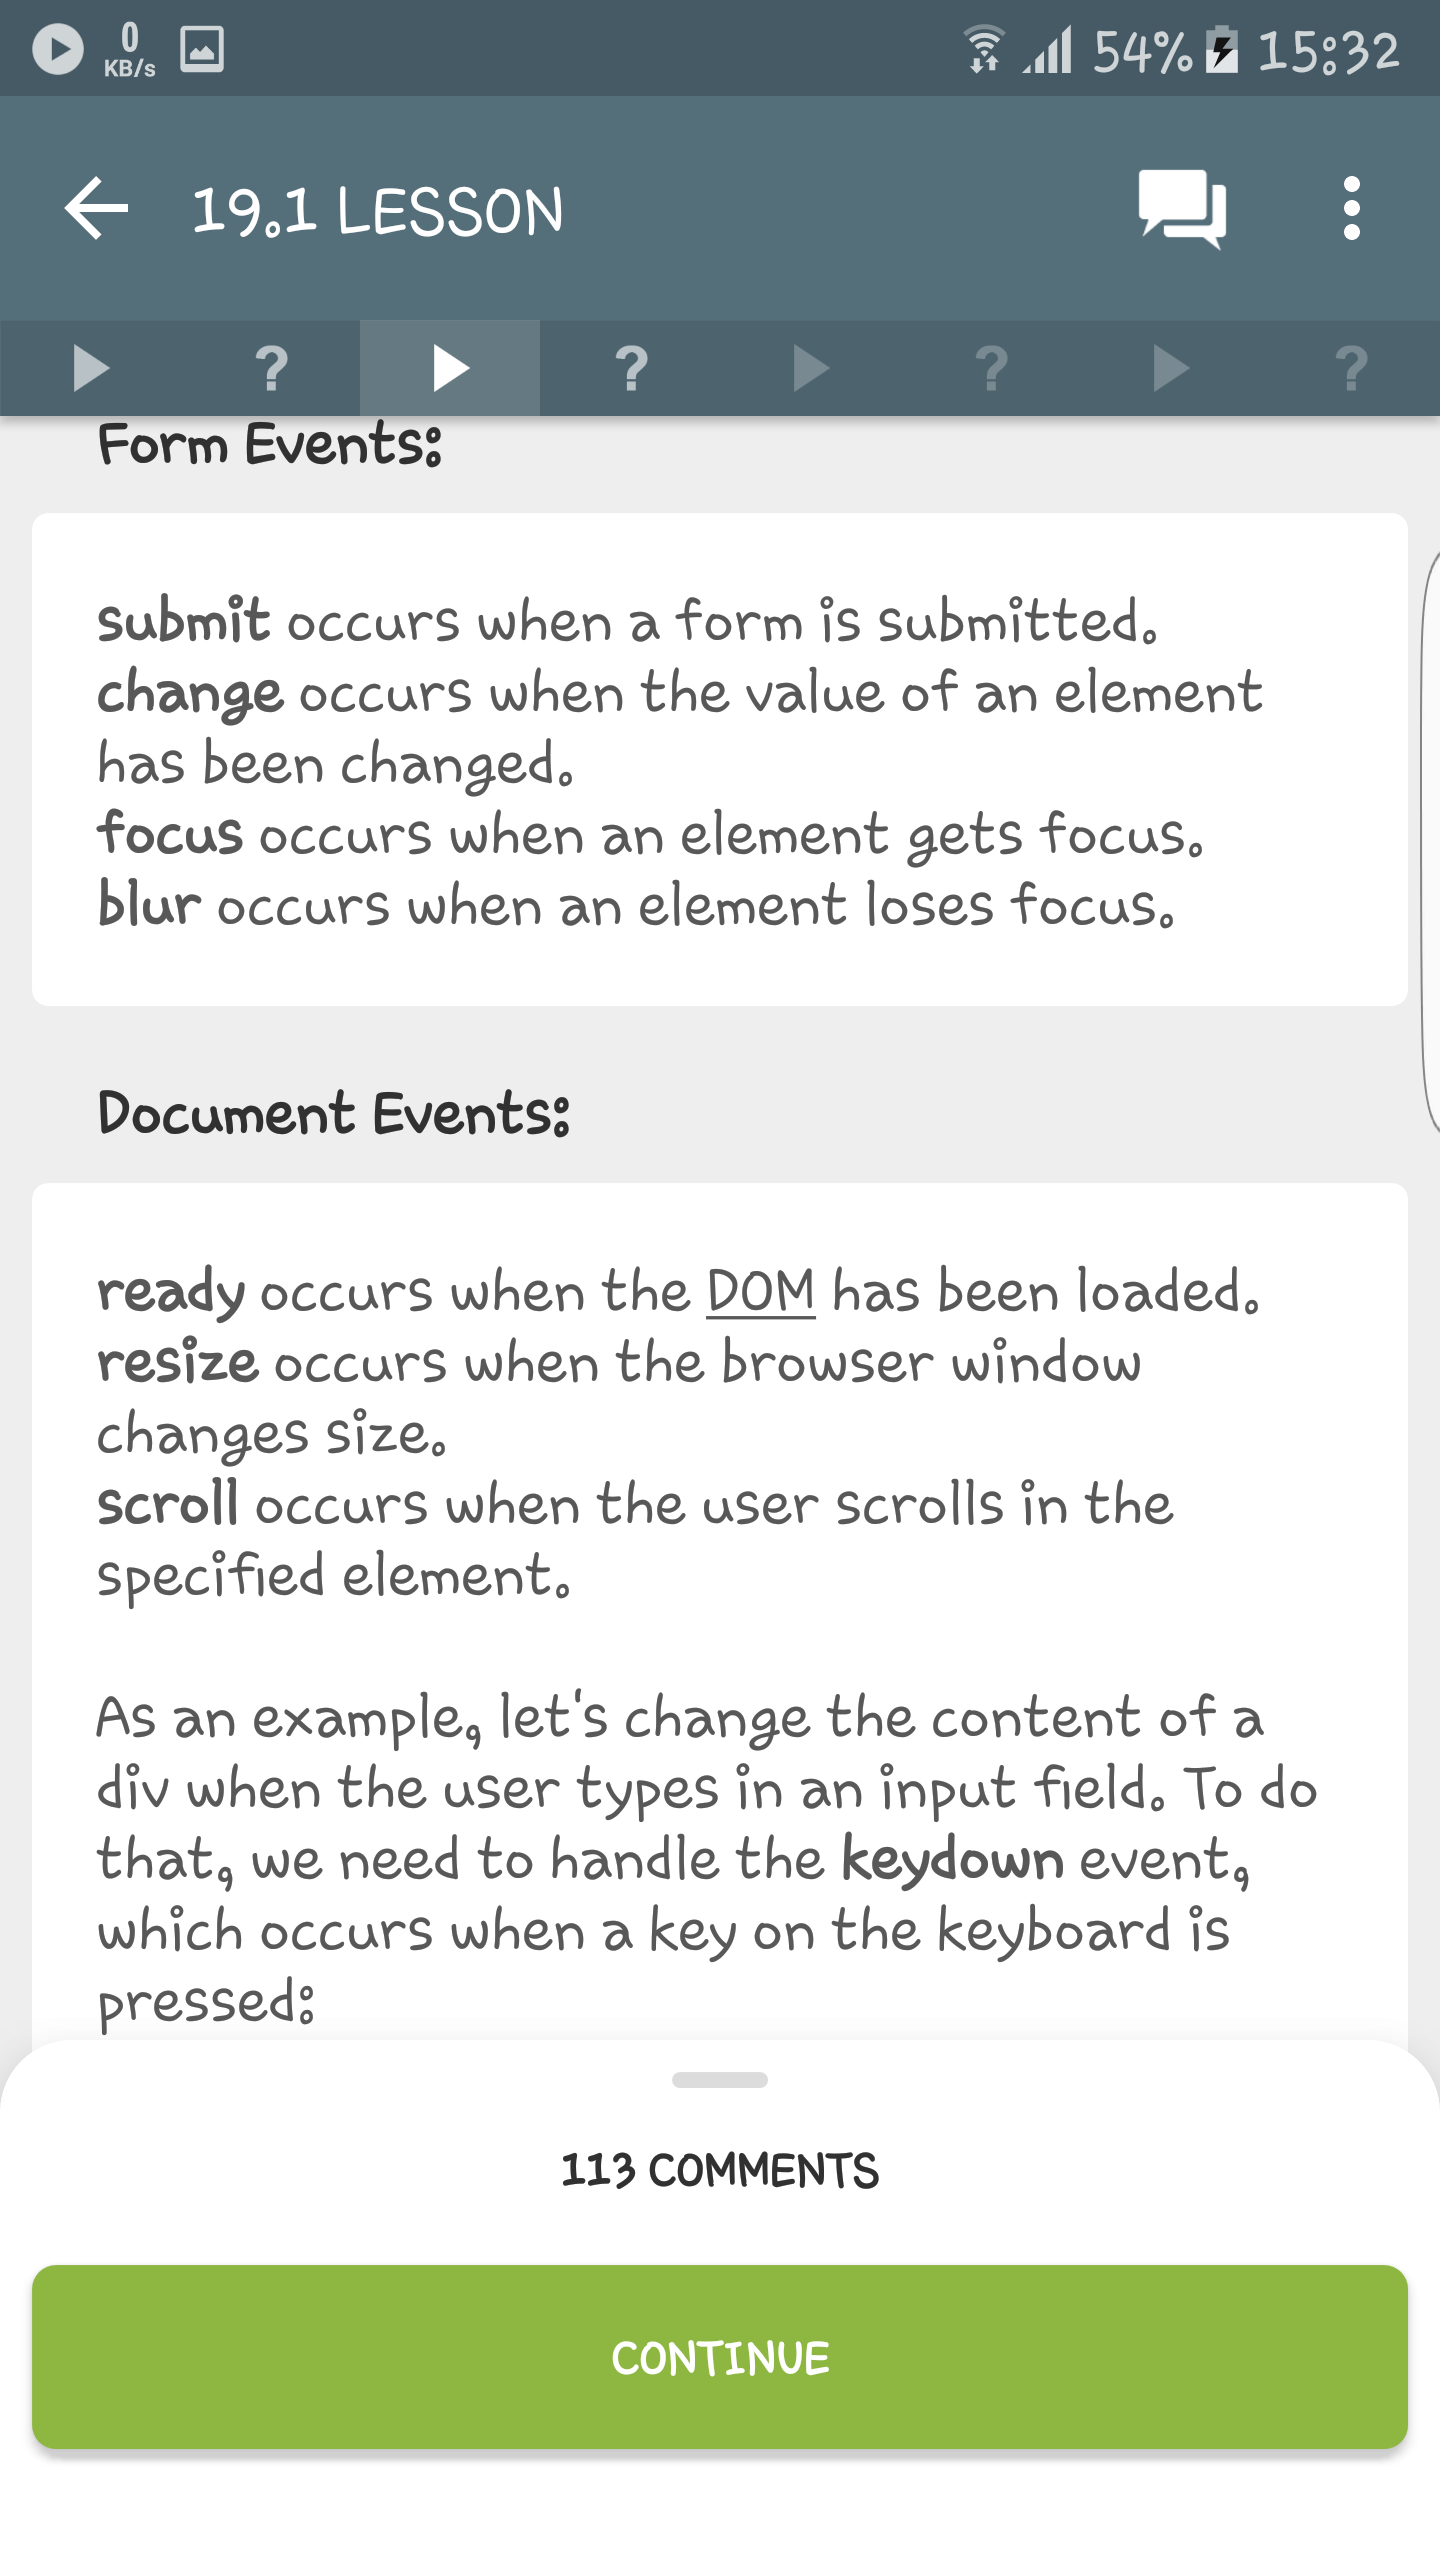 0
KB/s
54% 15:32
19.1 LESSON
? ? ? ?
Form Events:
submit occurs when a form is submitted.
change occurs when the value of an element
has been changed.
focus occurs when an element gets focus.
blur occurs when an element loses focus.
Document Events:
ready occurs when the DOM has been loaded.
resize occurs when the browser window
changes size.
scroll occurs when the user scrolls in the
specified element.
As an example, let's change the content of a
div when the user types in an input field. To do
that, we need to handle the keydown event,
which occurs when a key on the keyboard is
pressed:
113 COMMENTS
CONTINUE